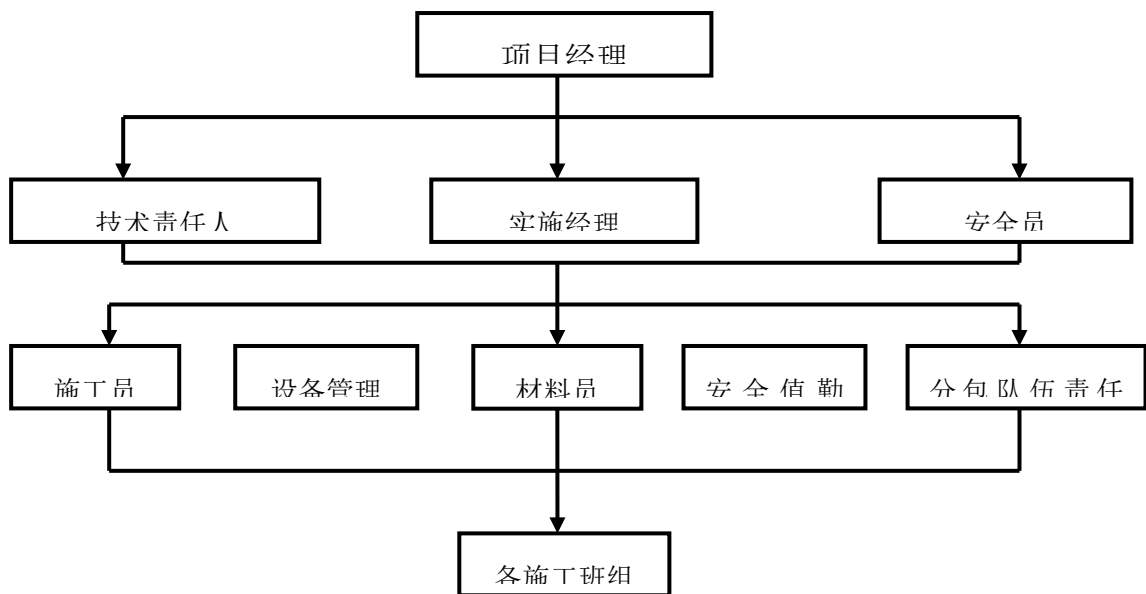 项目经理
技术责任人
实施经理
安全员
施工员
设备管理
材料员
安全值勤
分包队伍责任
各施工班组